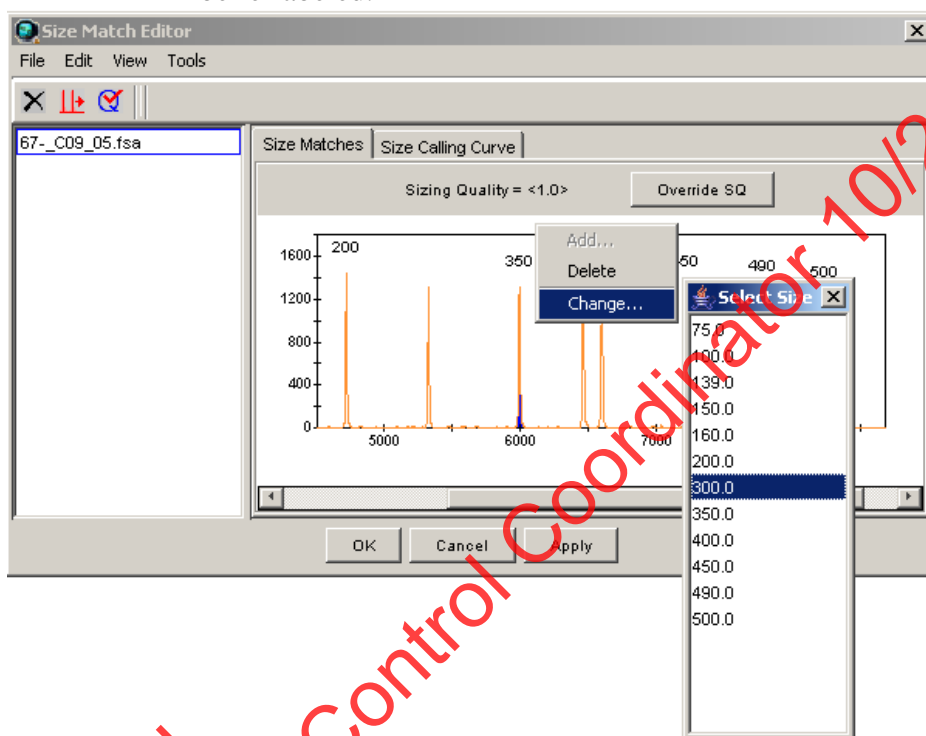 Size Match Editor
File Edit View Tools
67-_C09_05.fsa
Size Matches Size Calling Curve
Sizing Quality = <1.0> Override SQ
200 350 50 490 500
Add...
Delete
Change...
1600
1200
800
400
0
5000 6000 7000
Select Size
75.0
100.0
139.0
150.0
160.0
200.0
300.0
350.0
400.0
450.0
490.0
500.0
OK Cancel Apply
Control Coordinator 10/2